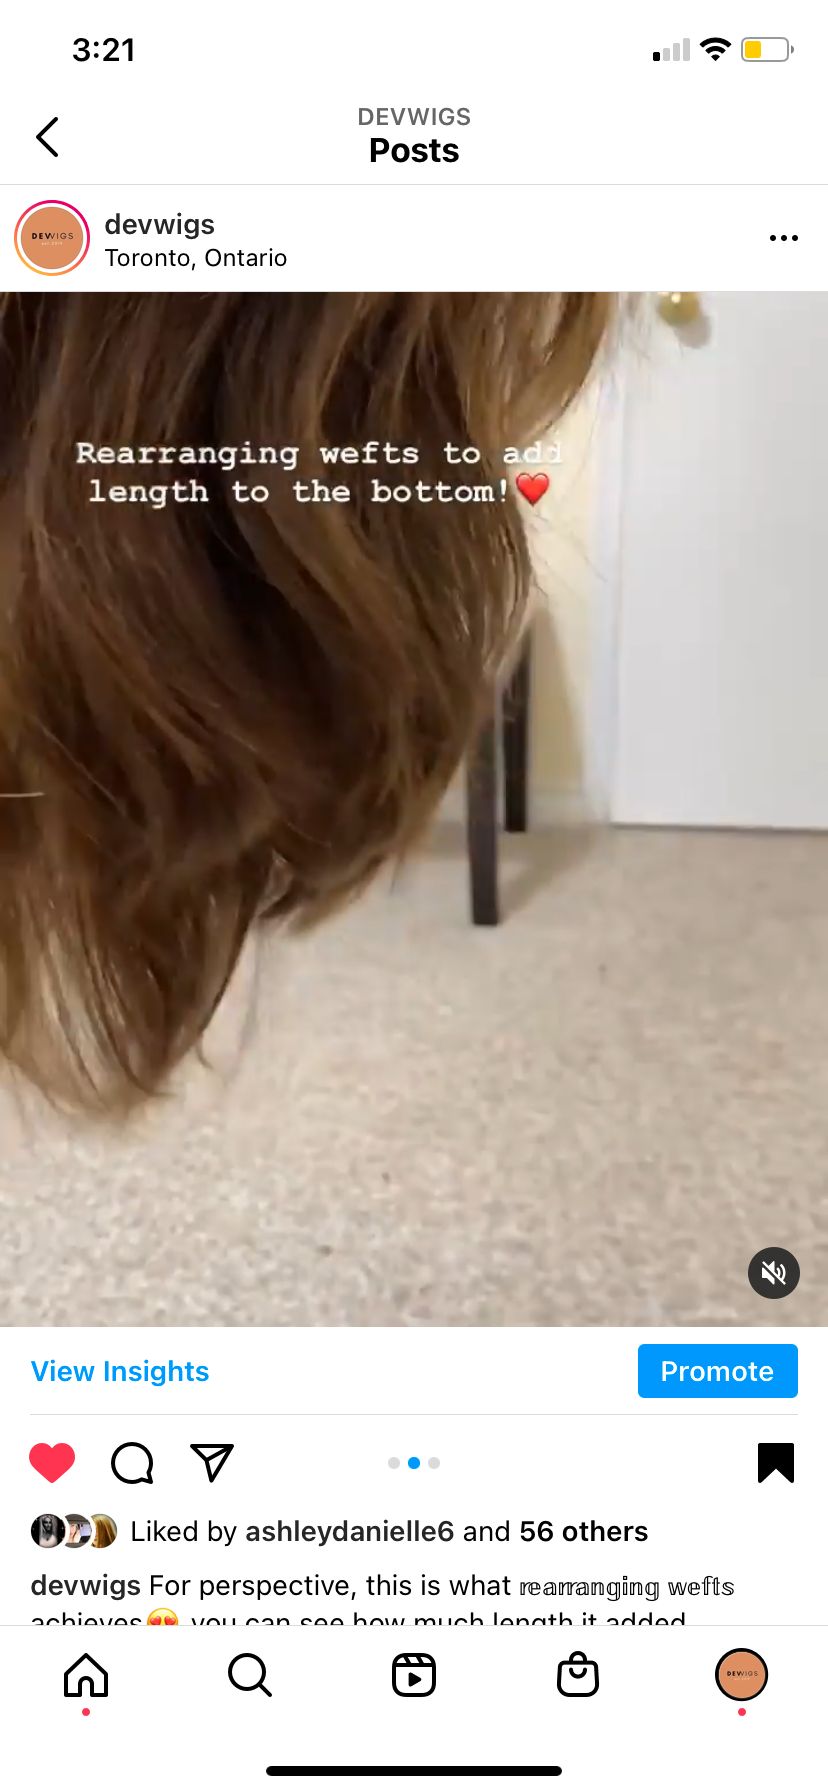 3:21
DEVWIGS
Posts
DEVWIGS
devwigs
Toronto, Ontario
Rearranging wefts to add
length to the bottom!❤️
View Insights
Promote
Liked by ashleydanielle6 and 56 others
devwigs For perspective, this is what 𝕣𝕖𝕒𝕣𝕣𝕒𝕟𝕘𝕚𝕟𝕘 𝕨𝕖𝕗𝕥𝕤
achieves😍 you can see how much length it added
DEVWIGS